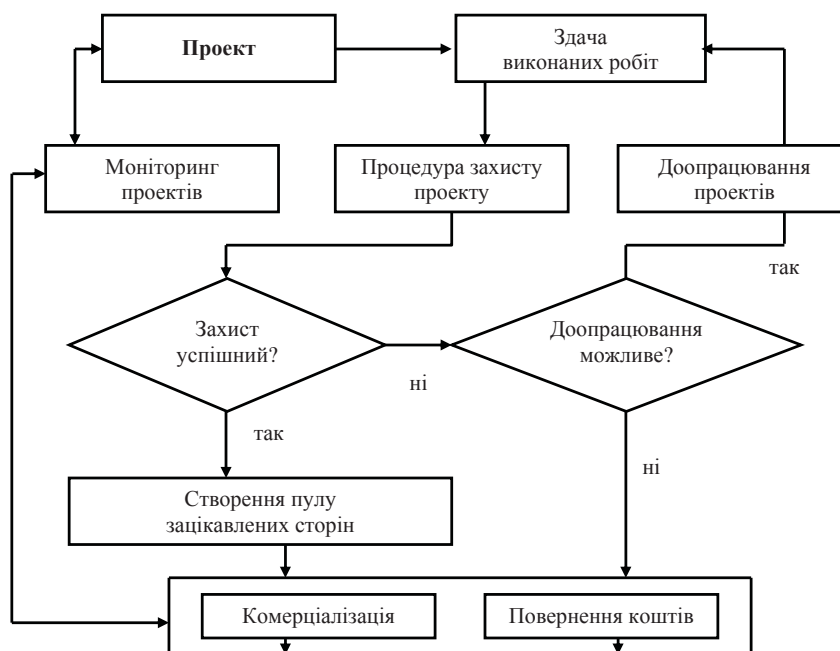 Проект
Здача
виконаних робіт
Моніторинг
проектів
Процедура захисту
проекту
Доопрацювання
проектів
так
Захист
успішний?
ні
Доопрацювання
можливе?
так
ні
Створення пулу
зацікавлених сторін
Комерціалізація
Повернення коштів